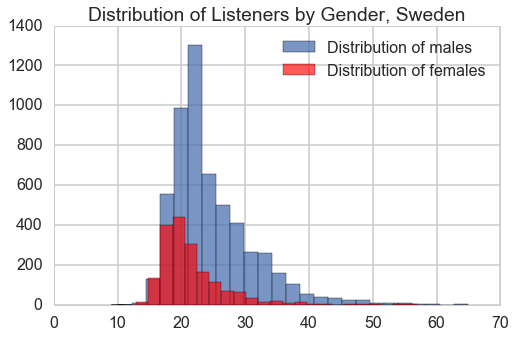 Distribution of Listeners by Gender, Sweden
1400
1200
1000
800
600
400
200
0
Distribution of males
Distribution of females
0 10 20 30 40 50 60 70